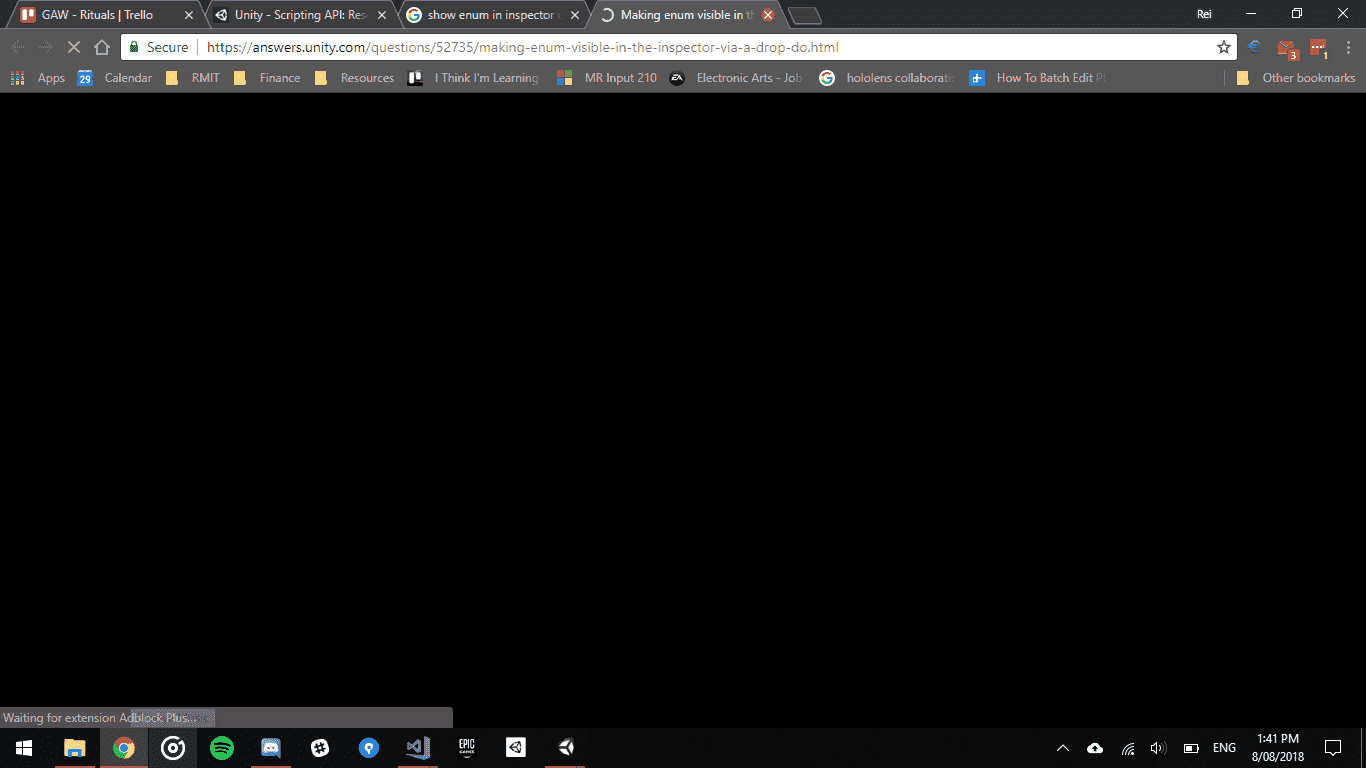 GAW - Rituals | Trello
Unity - Scripting API: Res
show enum in inspector u
Making enum visible in th
Rei
Secure
https://answers.unity.com/questions/52735/making-enum-visible-in-the-inspector-via-a-drop-do.html
3
1
Apps
29
Calendar
RMIT
Finance
Resources
I Think I'm Learning
MR Input 210
EA
Electronic Arts - Job
hololens collaborati
How To Batch Edit Pl
Other bookmarks
Waiting for extension Adblock Plus...
EPIC
GAMES
ENG
1:41 PM
8/08/2018